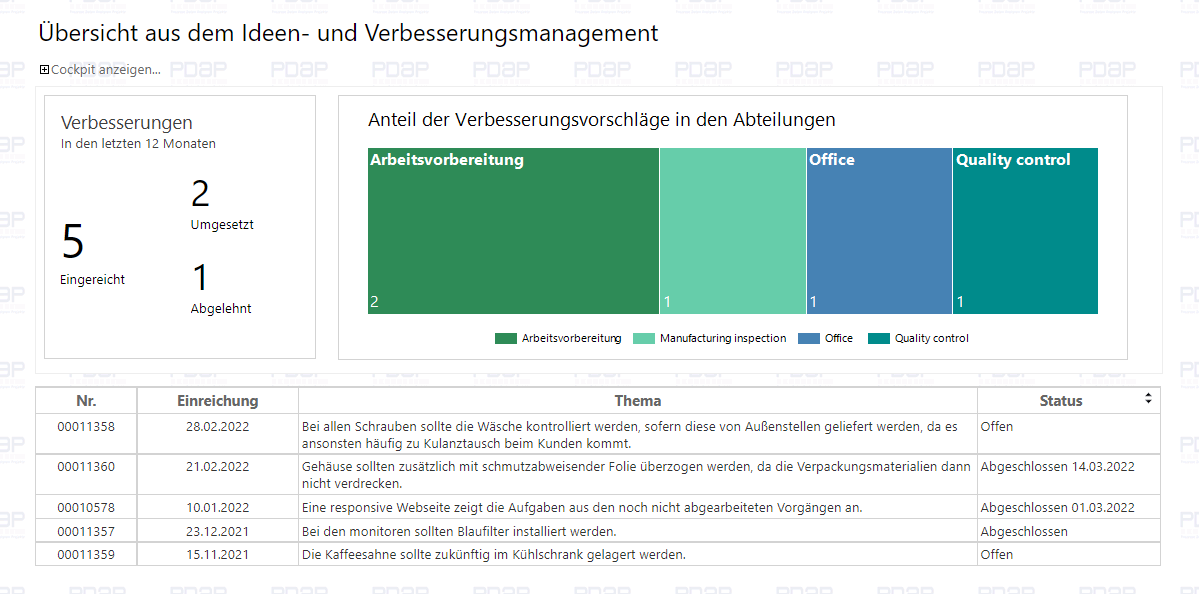 Übersicht aus dem Ideen- und Verbesserungsmanagement
Cockpit anzeigen...
Verbesserungen
In den letzten 12 Monaten
2
Umgesetzt
5
Eingereicht
1
Abgelehnt
Anteil der Verbesserungsvorschläge in den Abteilungen
Arbeitsvorbereitung Office Quality control
2 1 1 1
Arbeitsvorbereitung Manufacturing inspection Office Quality control
Nr. Einreichung Thema Status
00011358 28.02.2022 Bei allen Schrauben sollte die Wäsche kontrolliert werden, sofern diese von Außenstellen geliefert werden, da es Offen
ansonsten häufig zu Kulanztausch beim Kunden kommt.
00011360 21.02.2022 Gehäuse sollten zusätzlich mit schmutzabweisender Folie überzogen werden, da die Verpackungsmaterialien dann Abgeschlossen 14.03.2022
nicht verdrecken.
00010578 10.01.2022 Eine responsive Webseite zeigt die Aufgaben aus den noch nicht abgearbeiteten Vorgängen an. Abgeschlossen 01.03.2022
00011357 23.12.2021 Bei den monitoren sollten Blaufilter installiert werden. Abgeschlossen
00011359 15.11.2021 Die Kaffeesahne sollte zukünftig im Kühlschrank gelagert werden. Offen